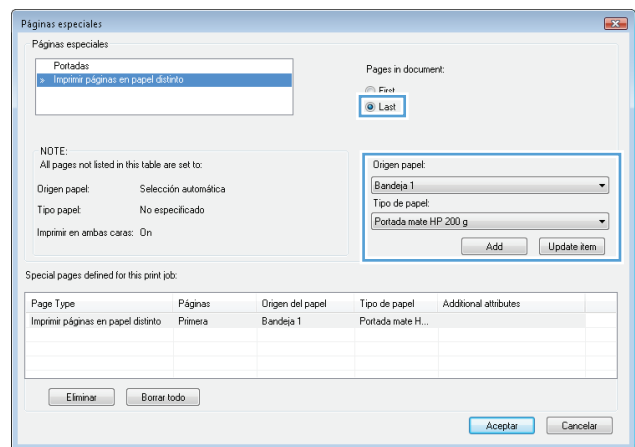 Páginas especiales
Páginas especiales
Portadas
» Imprimir páginas en papel distinto
Pages in document:
First
Last
NOTE:
All pages not listed in this table are set to:
Origen papel: Selección automática
Tipo papel: No especificado
Imprimir en ambas caras: On
Origen papel:
Bandeja 1
Tipo de papel:
Portada mate HP 200 g
Add Update item
Special pages defined for this print job:
Page Type Páginas Origen del papel Tipo de papel Additional attributes
Imprimir páginas en papel distinto Primera Bandeja 1 Portada mate H...
Eliminar Borrar todo
Aceptar Cancelar